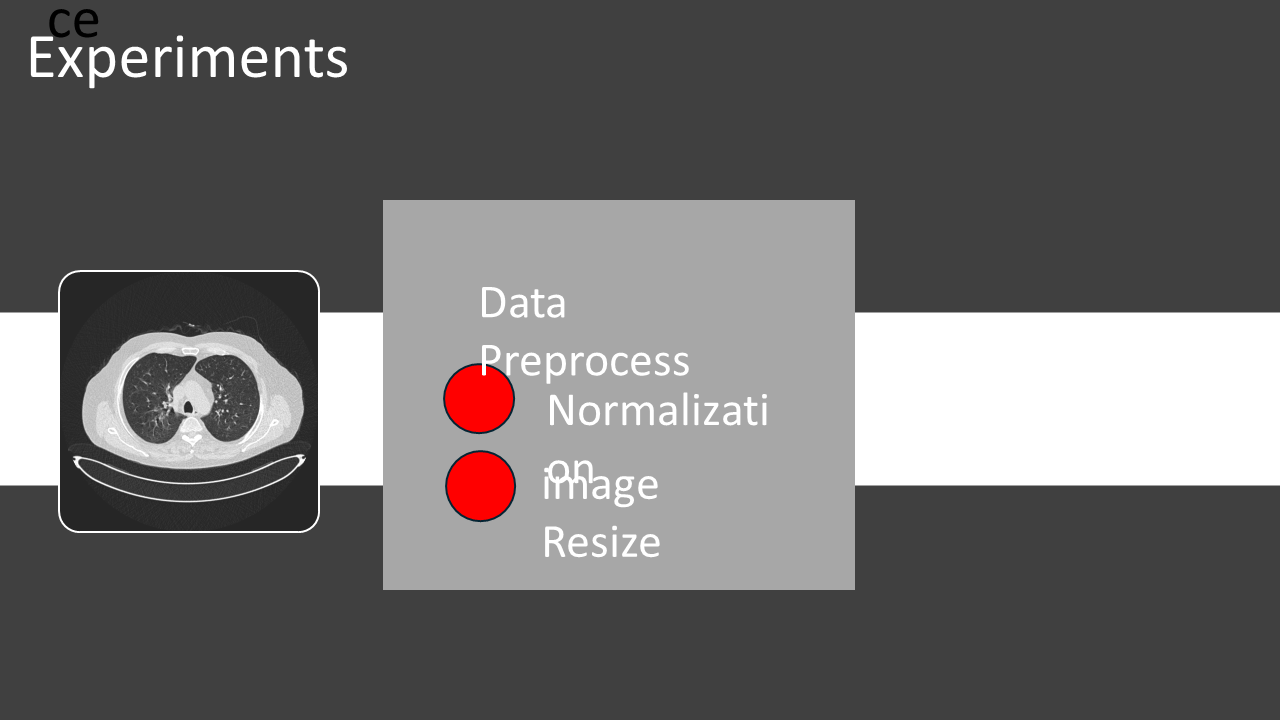 ce
Experiments
Data
Preprocess
Normalizati
on
image
Resize